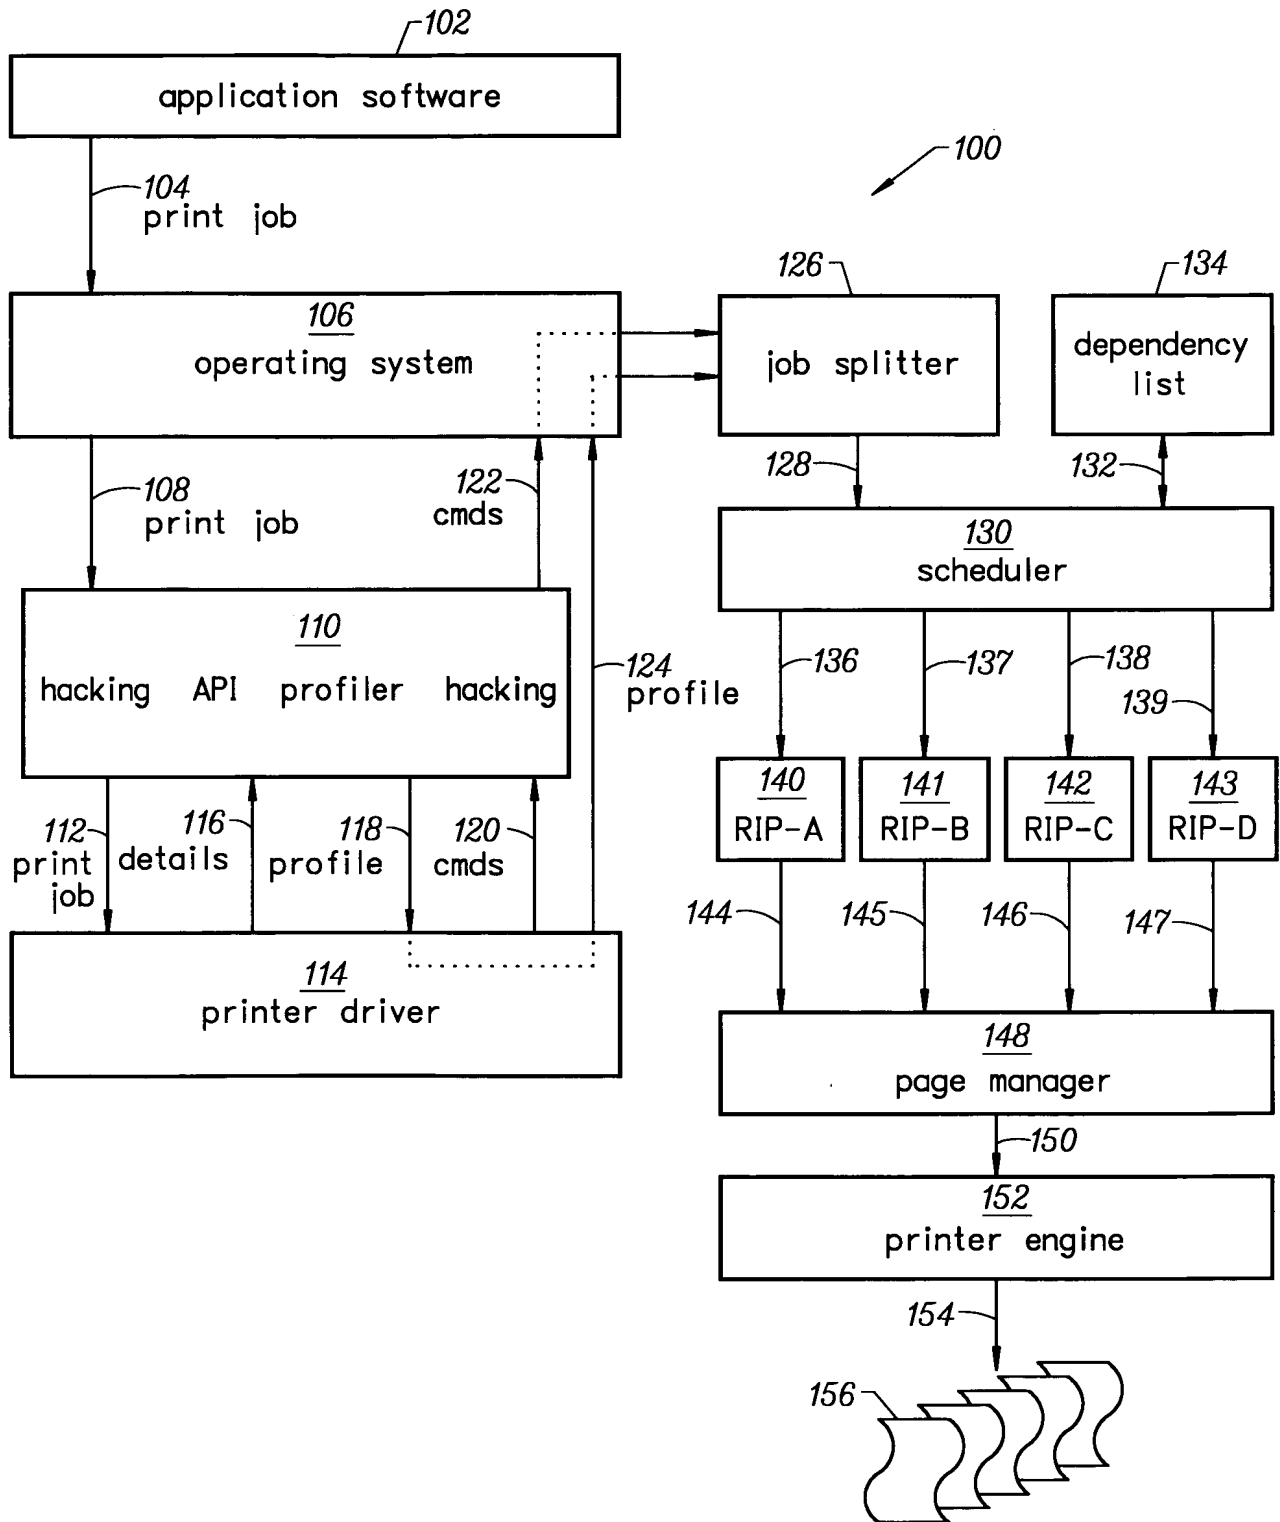 102
application software
100
104
print job
126
134
106
operating system
job splitter
dependency
list
108
print job
122
cmds
128
132
130
scheduler
110
hacking API profiler hacking
124
profile
136
137
138
139
140
RIP-A
141
RIP-B
142
RIP-C
143
RIP-D
112
print
job
116
details
118
profile
120
cmds
144
145
146
147
114
printer driver
148
page manager
150
152
printer engine
154
156